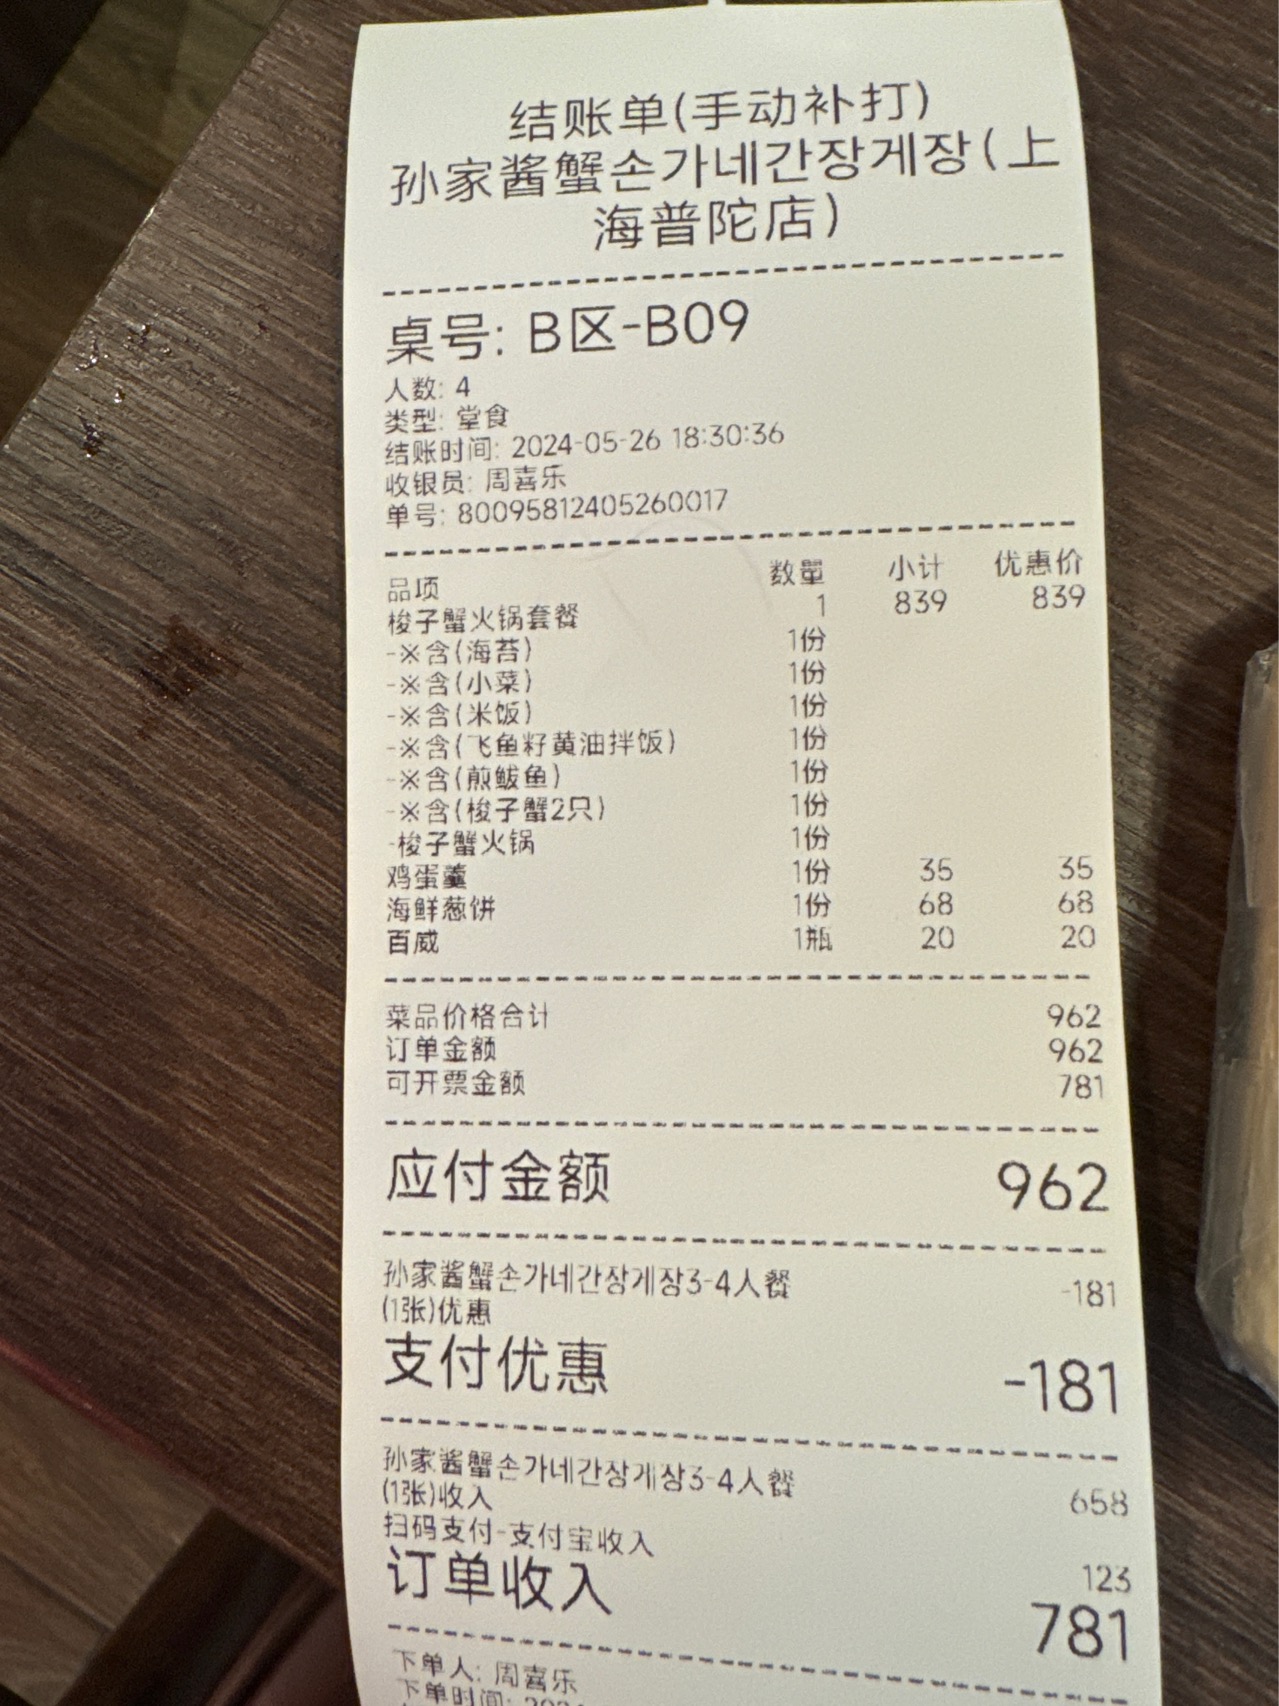 结账单(手动补打)
孙家酱蟹손가네간장게장(上
海普陀店)
桌号: B区-B09
人数: 4
类型: 堂食
结账时间: 2024-05-26 18:30:36
收银员: 周喜乐
单号: 80095812405260017
品项 数量 小计 优惠价
梭子蟹火锅套餐 1 839 839
-※含(海苔) 1份
-※含(小菜) 1份
-※含(米饭) 1份
-※含(飞鱼籽黄油拌饭) 1份
-※含(煎鲅鱼) 1份
-※含(梭子蟹2只) 1份
-梭子蟹火锅 1份
鸡蛋羹 1份 35 35
海鲜葱饼 1份 68 68
百威 1瓶 20 20
菜品价格合计 962
订单金额 962
可开票金额 781
应付金额 962
孙家酱蟹손가네간장게장3-4人餐 -181
(1张)优惠
支付优惠 -181
孙家酱蟹손가네간장게장3-4人餐 658
(1张)收入
扫码支付-支付宝收入 123
订单收入 781
下单人: 周喜乐
下单时间: